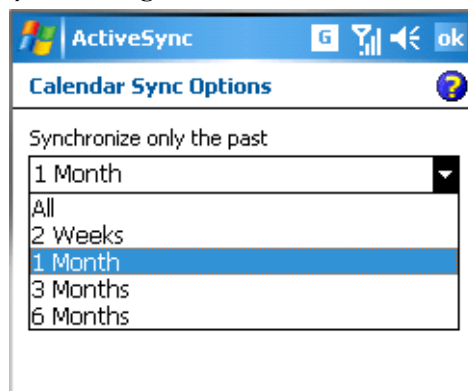 ActiveSync G ok
Calendar Sync Options
Synchronize only the past
1 Month
All
2 Weeks
1 Month
3 Months
6 Months